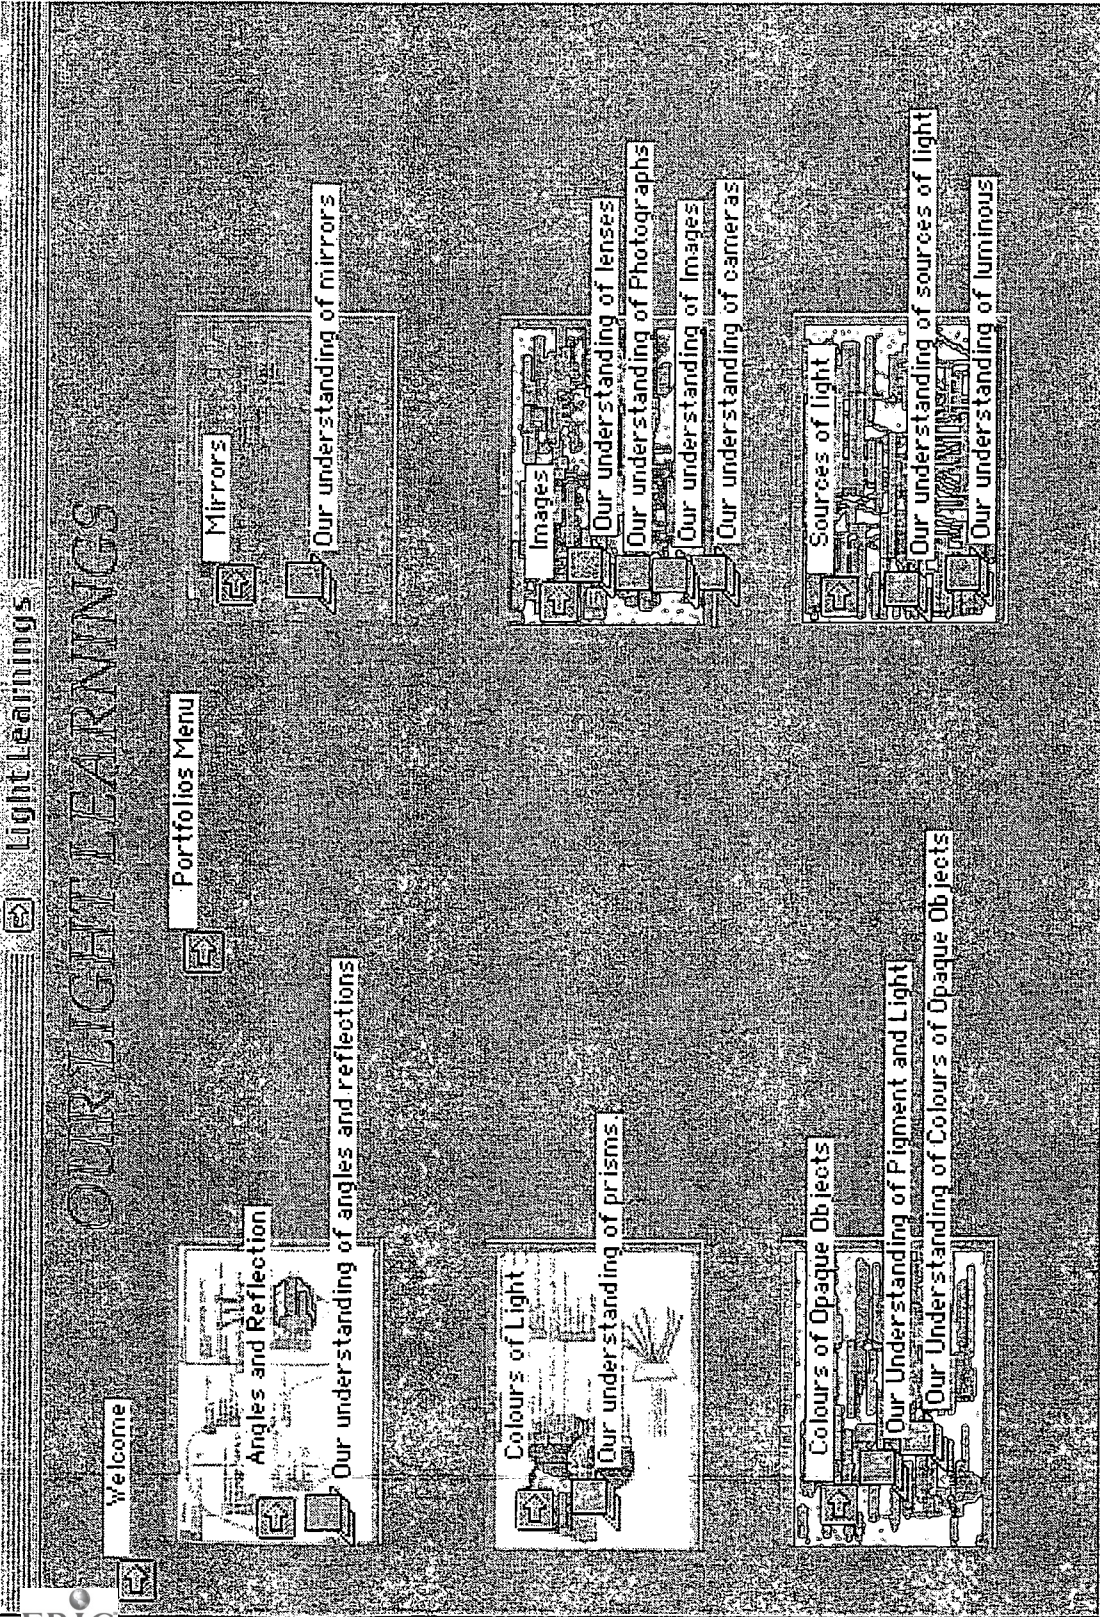 Light Learnings
OUR LIGHT LEARNINGS
Welcome
Portfolios Menu
Angles and Reflection
Our understanding of angles and reflections
Mirrors
Our understanding of mirrors
Colours of Light
Our understanding of prisms.
Images
Our understanding of lenses
Our understanding of Photographs
Our understanding of Images
Our understanding of cameras
Colours of Opaque Objects
Our Understanding of Pigment and Light
Our Understanding of Colours of Opaque Objects
Sources of light
Our understanding of sources of light
Our understanding of luminous
ERIC